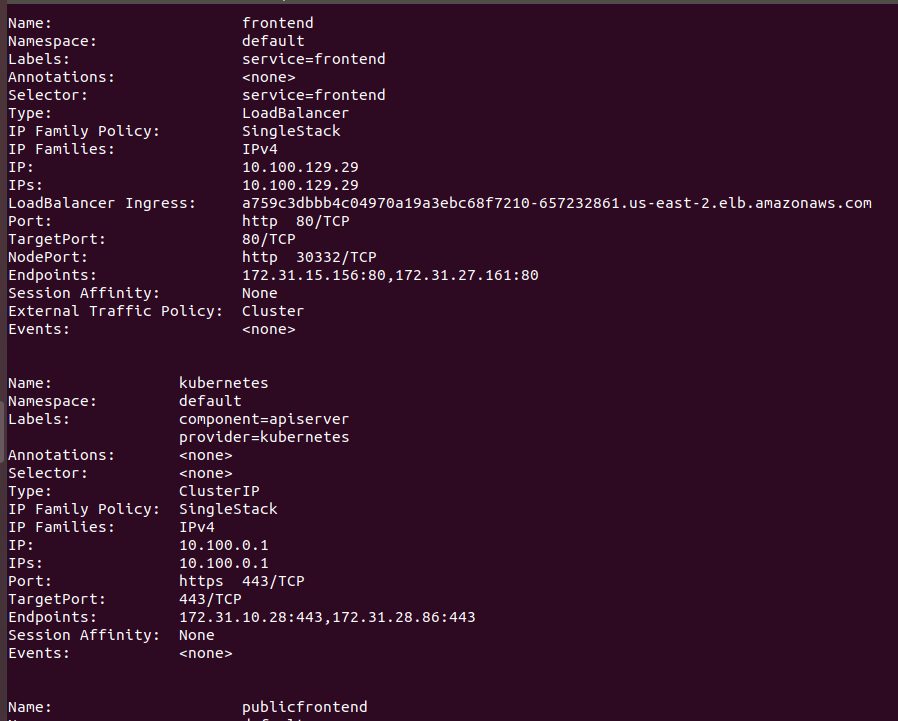 Name:                     frontend
Namespace:                default
Labels:                   service=frontend
Annotations:              <none>
Selector:                 service=frontend
Type:                     LoadBalancer
IP Family Policy:         SingleStack
IP Families:              IPv4
IP:                       10.100.129.29
IPs:                      10.100.129.29
LoadBalancer Ingress:     a759c3dbbb4c04970a19a3ebc68f7210-657232861.us-east-2.elb.amazonaws.com
Port:                     http  80/TCP
TargetPort:               80/TCP
NodePort:                 http  30332/TCP
Endpoints:                172.31.15.156:80,172.31.27.161:80
Session Affinity:         None
External Traffic Policy:  Cluster
Events:                   <none>
Name:              kubernetes
Namespace:         default
Labels:            component=apiserver
                   provider=kubernetes
Annotations:       <none>
Selector:          <none>
Type:              ClusterIP
IP Family Policy:  SingleStack
IP Families:       IPv4
IP:                10.100.0.1
IPs:               10.100.0.1
Port:              https  443/TCP
TargetPort:        443/TCP
Endpoints:         172.31.10.28:443,172.31.28.86:443
Session Affinity:  None
Events:            <none>
Name:                     publicfrontend